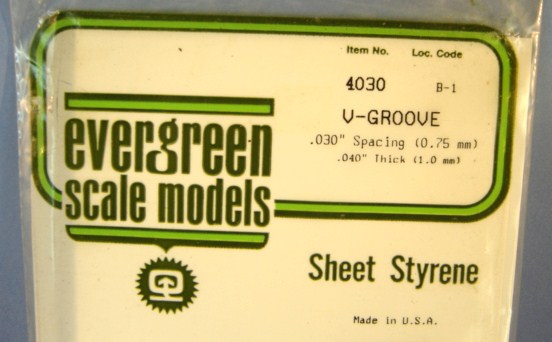 Item No. Loc. Code
4030 B-1
V-GROOVE
.030" Spacing (0.75 mm)
.040" Thick (1.0 mm)
evergreen
scale models
Sheet Styrene
Made in U.S.A.